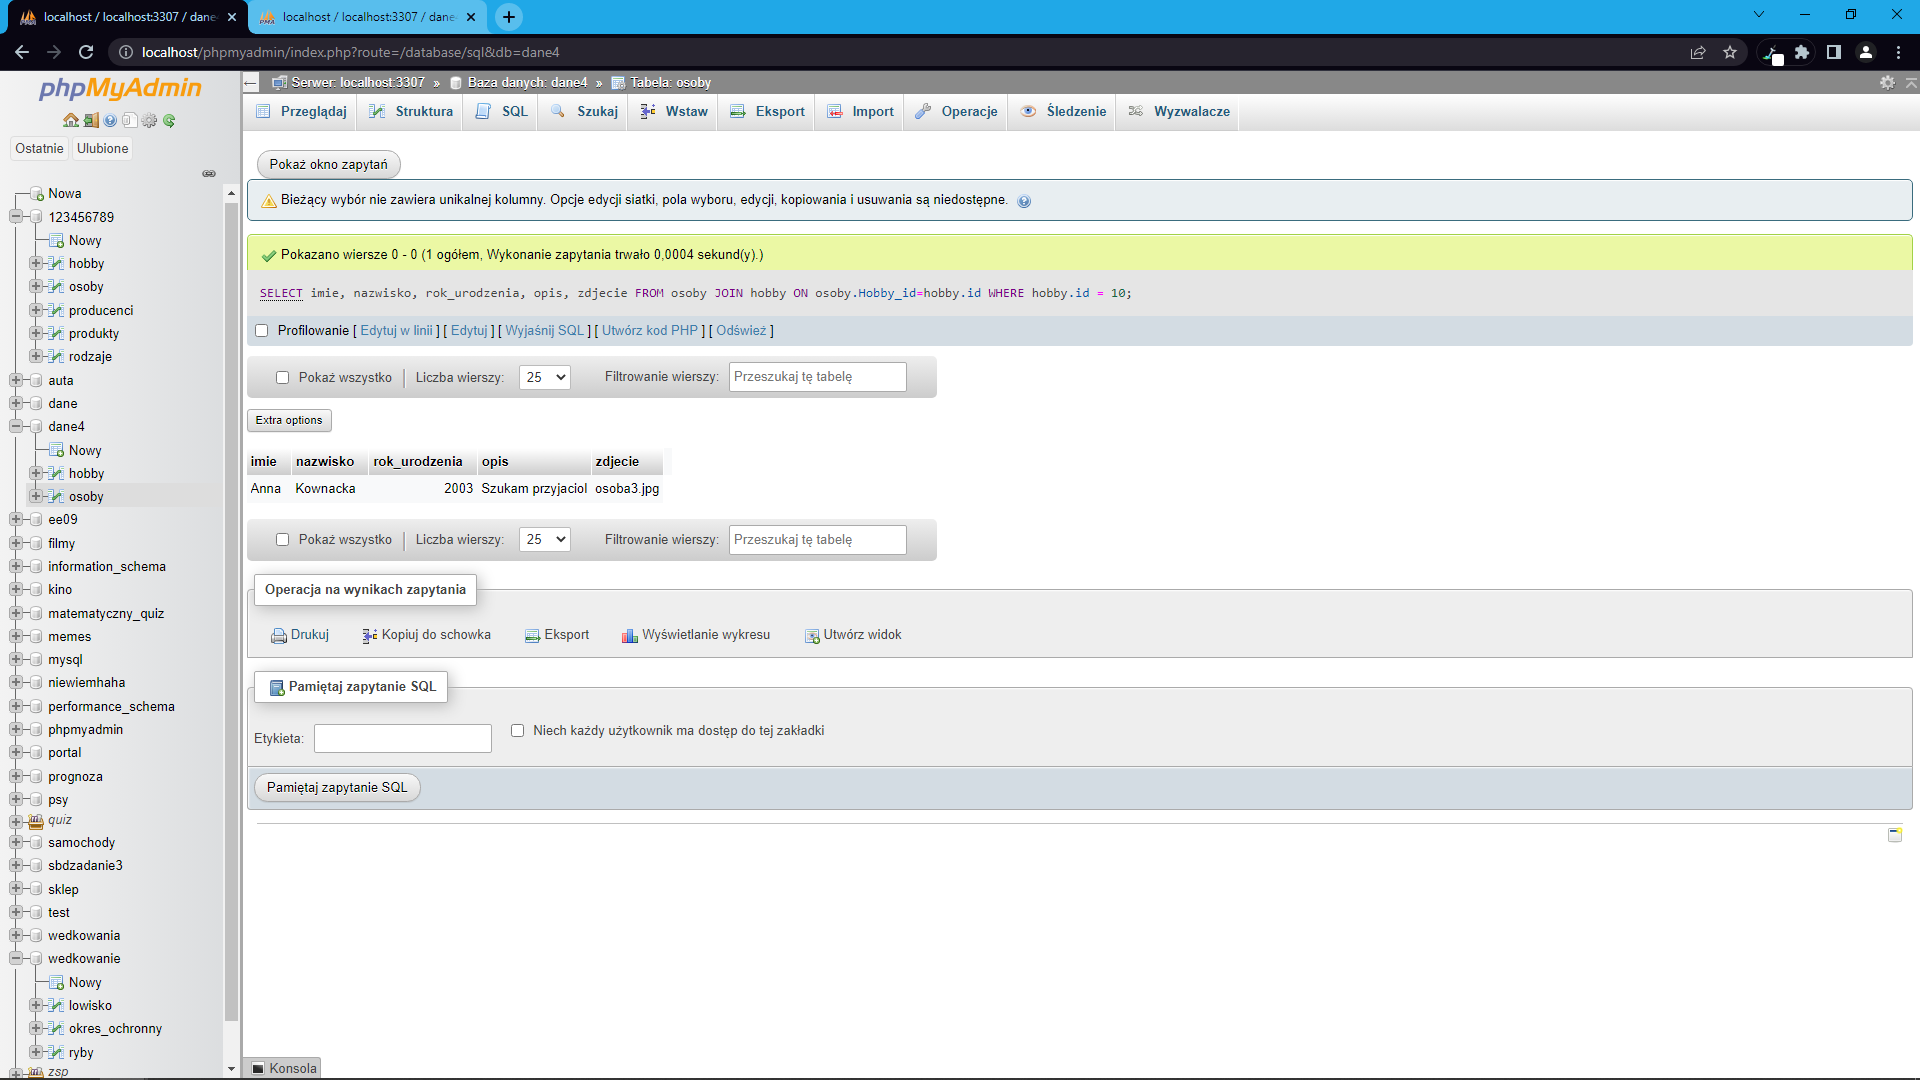 localhost / localhost:3307 / dane
localhost / localhost:3307 / dane
localhost/phpmyadmin/index.php?route=/database/sql&db=dane4
phpMyAdmin
Ostatnie
Ulubione
Nowa
123456789
Nowy
hobby
osoby
producenci
produkty
rodzaje
auta
dane
dane4
Nowy
hobby
osoby
ee09
filmy
information_schema
kino
matematyczny_quiz
memes
mysql
niewiemhaha
performance_schema
phpmyadmin
portal
prognoza
psy
quiz
samochody
sbdzadanie3
sklep
test
wedkowania
wedkowanie
Nowy
lowisko
okres_ochronny
ryby
zsp
Serwer: localhost:3307 » Baza danych: dane4 » Tabela: osoby
Przeglądaj Struktura SQL Szukaj Wstaw Eksport Import Operacje Śledzenie Wyzwalacze
Pokaż okno zapytań
Bieżący wybór nie zawiera unikalnej kolumny. Opcje edycji siatki, pola wyboru, edycji, kopiowania i usuwania są niedostępne.
Pokazano wiersze 0 - 0 (1 ogółem, Wykonanie zapytania trwało 0,0004 sekund(y).)
SELECT imie, nazwisko, rok_urodzenia, opis, zdjecie FROM osoby JOIN hobby ON osoby.Hobby_id=hobby.id WHERE hobby.id = 10;
Profilowanie [ Edytuj w linii ] [ Edytuj ] [ Wyjaśnij SQL ] [ Utwórz kod PHP ] [ Odśwież ]
Pokaż wszystko Liczba wierszy: 25 Filtrowanie wierszy: Przeszukaj tę tabelę
Extra options
imie nazwisko rok_urodzenia opis zdjecie
Anna Kownacka 2003 Szukam przyjaciol osoba3.jpg
Pokaż wszystko Liczba wierszy: 25 Filtrowanie wierszy: Przeszukaj tę tabelę
Operacja na wynikach zapytania
Drukuj Kopiuj do schowka Eksport Wyświetlanie wykresu Utwórz widok
Pamiętaj zapytanie SQL
Etykieta: Niech każdy użytkownik ma dostęp do tej zakładki
Pamiętaj zapytanie SQL
Konsola